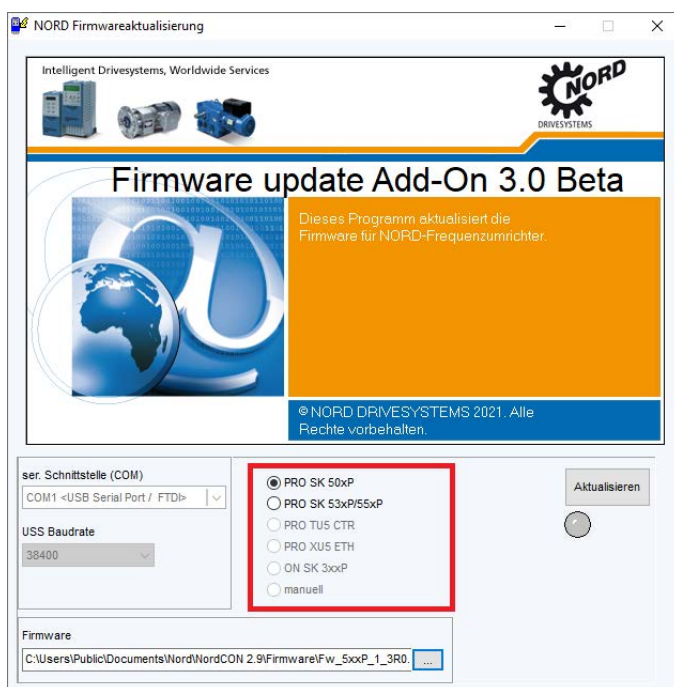 NORD Firmwareaktualisierung
Intelligent Drivesystems, Worldwide Services
NORD
DRIVESYSTEMS
Firmware update Add-On 3.0 Beta
Dieses Programm aktualisiert die
Firmware für NORD-Frequenzumrichter.
© NORD DRIVESYSTEMS 2021. Alle
Rechte vorbehalten.
ser. Schnittstelle (COM)
COM1 <USB Serial Port / FTDI>
USS Baudrate
38400
PRO SK 50xP
PRO SK 53xP/55xP
PRO TU5 CTR
PRO XU5 ETH
ON SK 3xxP
manuell
Aktualisieren
Firmware
C:\Users\Public\Documents\Nord\NordCON 2.9\Firmware\Fw_5xxP_1_3R0. ...